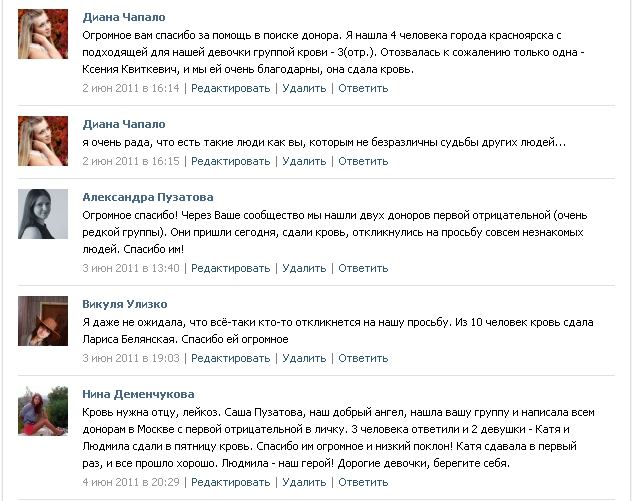 Диана Чапало
Огромное вам спасибо за помощь в поиске донора. Я нашла 4 человека города красноярска с
подходящей для нашей девочки группой крови - 3(отр.). Отозвалась к сожалению только одна -
Ксения Квиткевич, и мы ей очень благодарны, она сдала кровь.
2 июн 2011 в 16:14 | Редактировать | Удалить | Ответить
Диана Чапало
я очень рада, что есть такие люди как вы, которым не безразличны судьбы других людей...
2 июн 2011 в 16:15 | Редактировать | Удалить | Ответить
Александра Пузатова
Огромное спасибо! Через Ваше сообщество мы нашли двух доноров первой отрицательной (очень
редкой группы). Они пришли сегодня, сдали кровь, откликнулись на просьбу совсем незнакомых
людей. Спасибо им!
3 июн 2011 в 13:40 | Редактировать | Удалить | Ответить
Викуля Улизко
Я даже не ожидала, что всё-таки кто-то откликнется на нашу просьбу. Из 10 человек кровь сдала
Лариса Белянская. Спасибо ей огромное
3 июн 2011 в 19:03 | Редактировать | Удалить | Ответить
Нина Деменчукова
Кровь нужна отцу, лейкоз. Саша Пузатова, наш добрый ангел, нашла вашу группу и написала всем
донорам в Москве с первой отрицательной в личку. 3 человека ответили и 2 девушки - Катя и
Людмила сдали в пятницу кровь. Спасибо им огромное и низкий поклон! Катя сдавала в первый
раз, и все прошло хорошо. Людмила - наш герой! Дорогие девочки, берегите себя.
4 июн 2011 в 20:29 | Редактировать | Удалить | Ответить